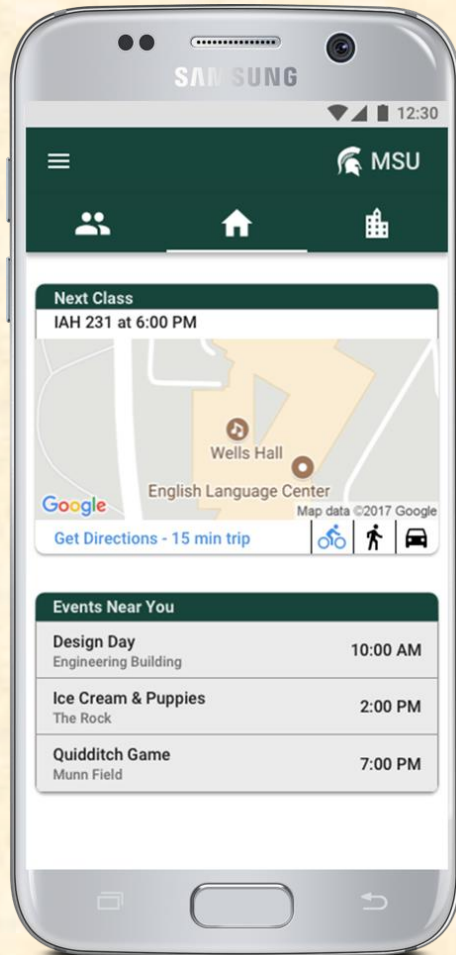 SAMSUNG
12:30
MSU
Next Class
IAH 231 at 6:00 PM
Wells Hall
English Language Center
Google
Map data ©2017 Google
Get Directions - 15 min trip
Events Near You
Design Day
10:00 AM
Engineering Building
Ice Cream & Puppies
2:00 PM
The Rock
Quidditch Game
7:00 PM
Munn Field